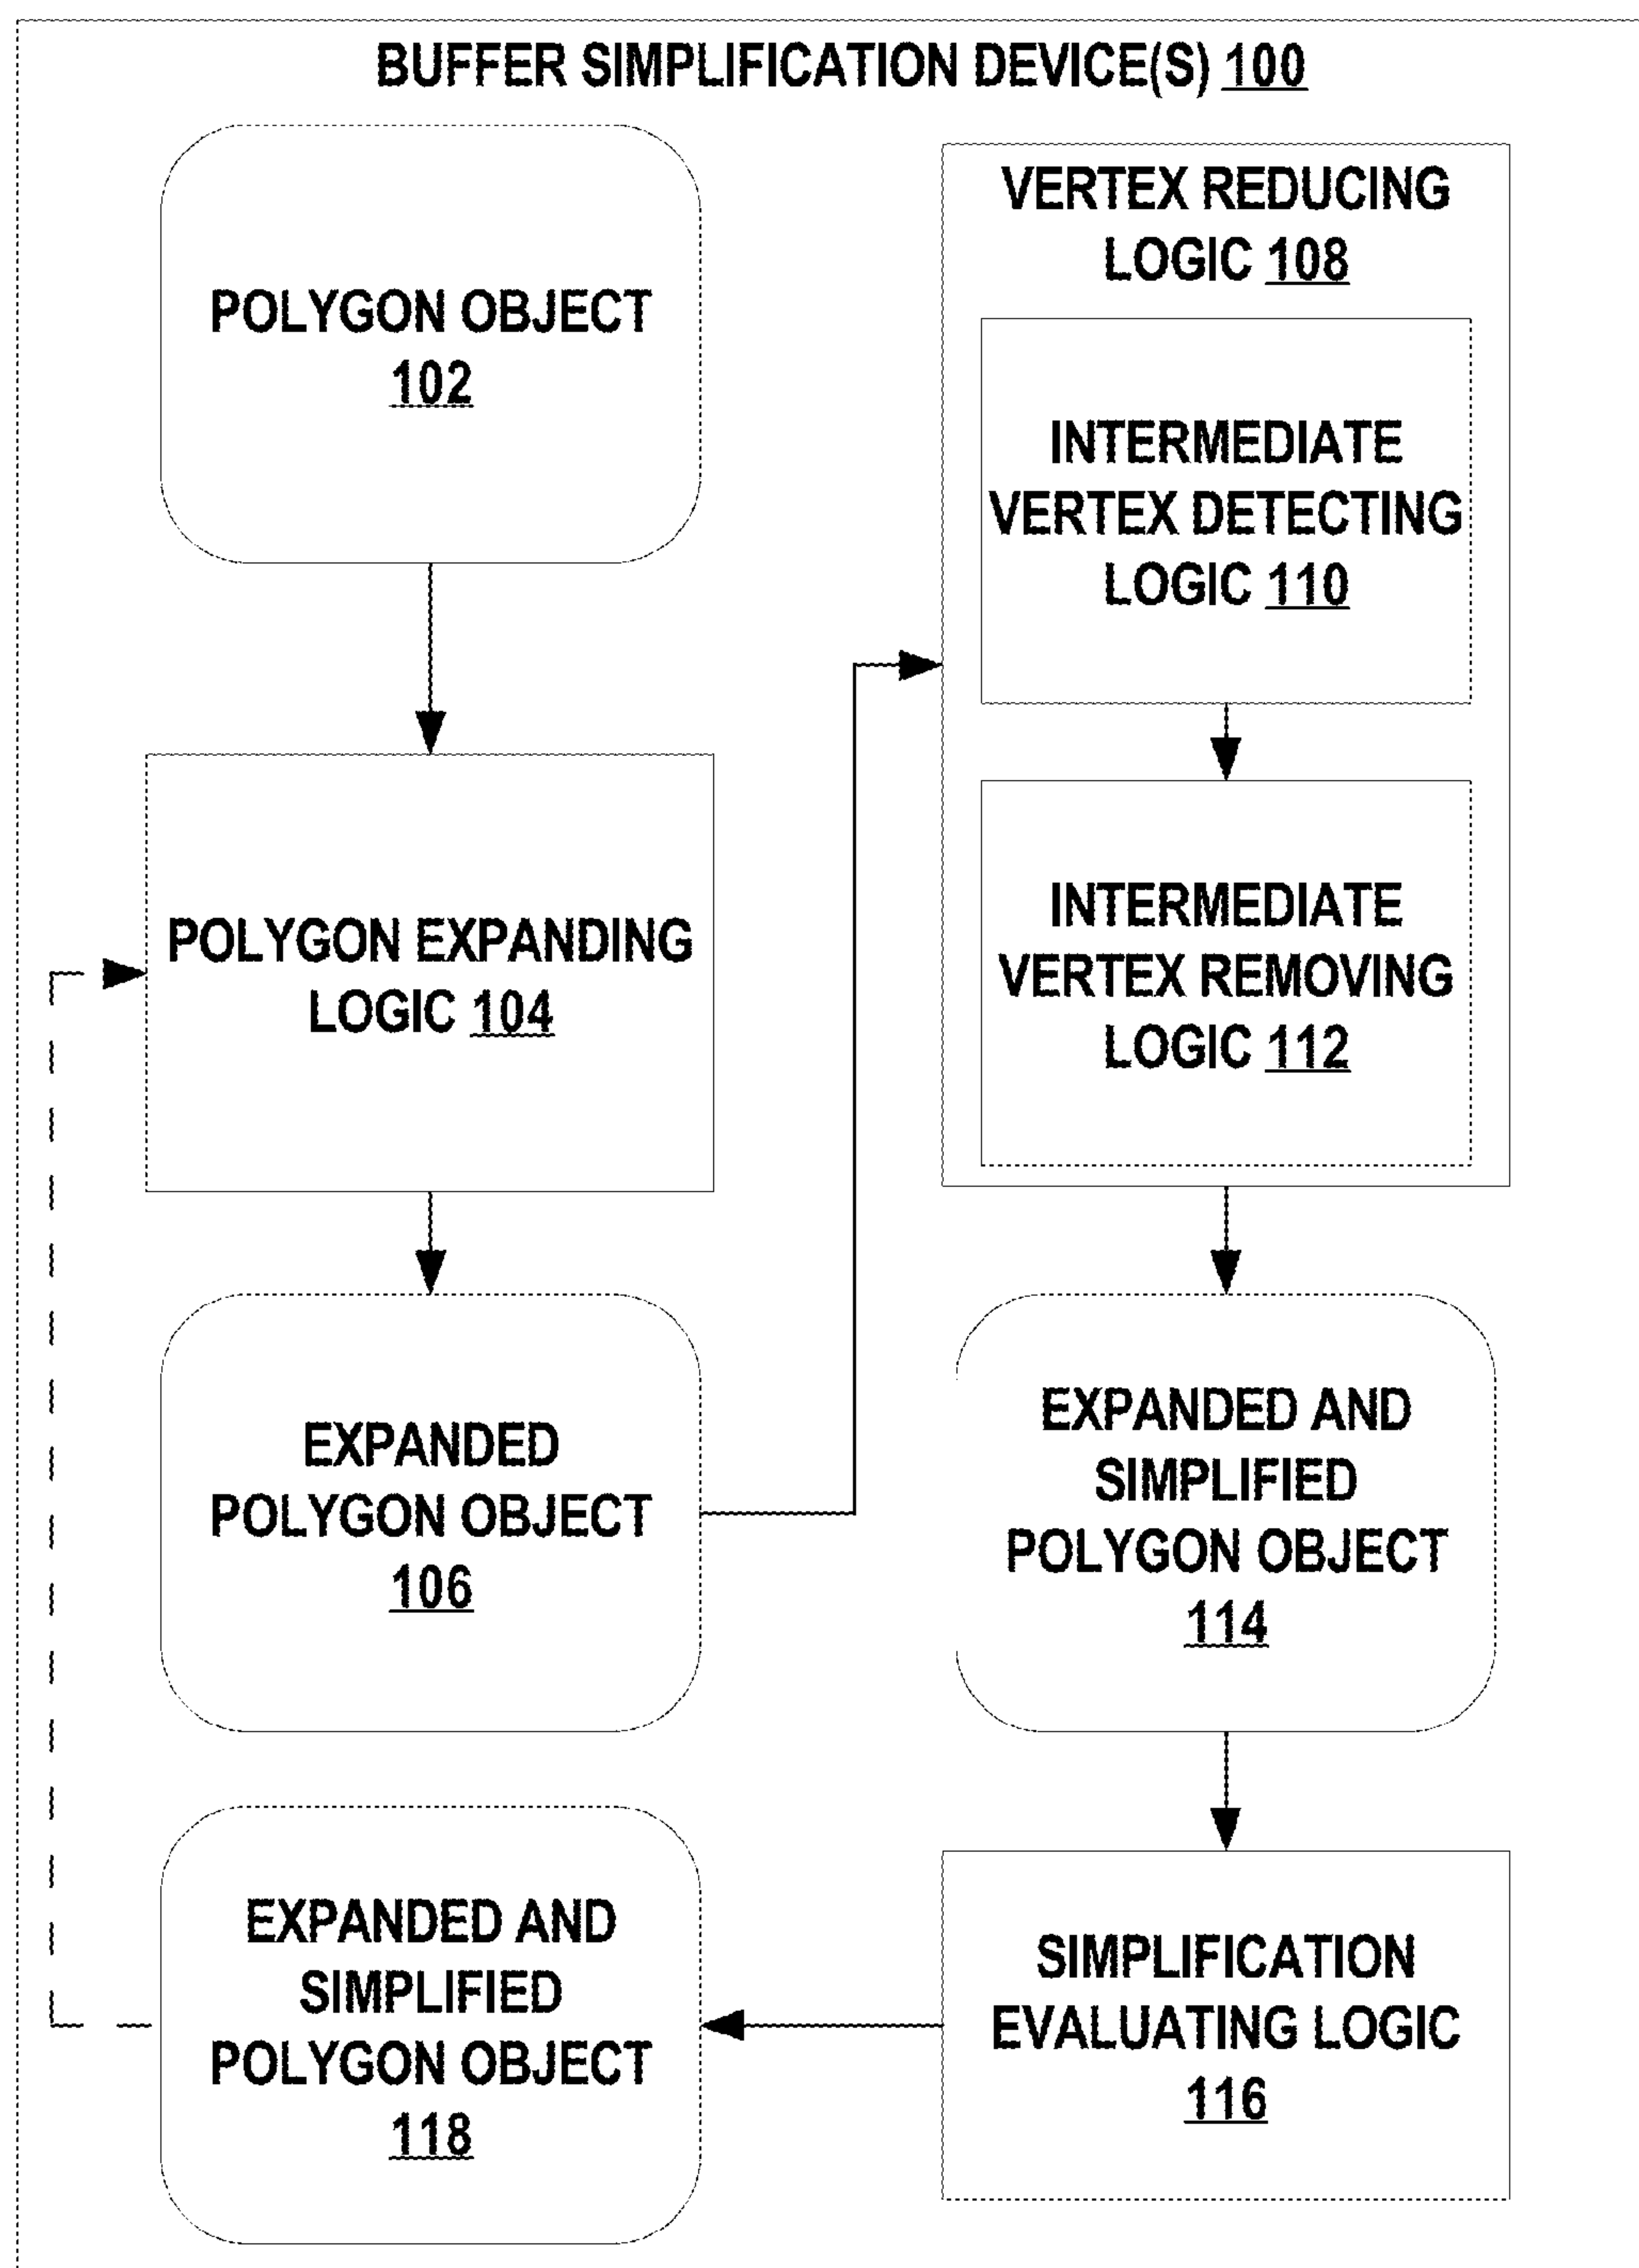 BUFFER SIMPLIFICATION DEVICE(S) 100
POLYGON OBJECT
102
POLYGON EXPANDING
LOGIC 104
EXPANDED
POLYGON OBJECT
106
VERTEX REDUCING
LOGIC 108
INTERMEDIATE
VERTEX DETECTING
LOGIC 110
INTERMEDIATE
VERTEX REMOVING
LOGIC 112
EXPANDED AND
SIMPLIFIED
POLYGON OBJECT
114
SIMPLIFICATION
EVALUATING LOGIC
116
EXPANDED AND
SIMPLIFIED
POLYGON OBJECT
118